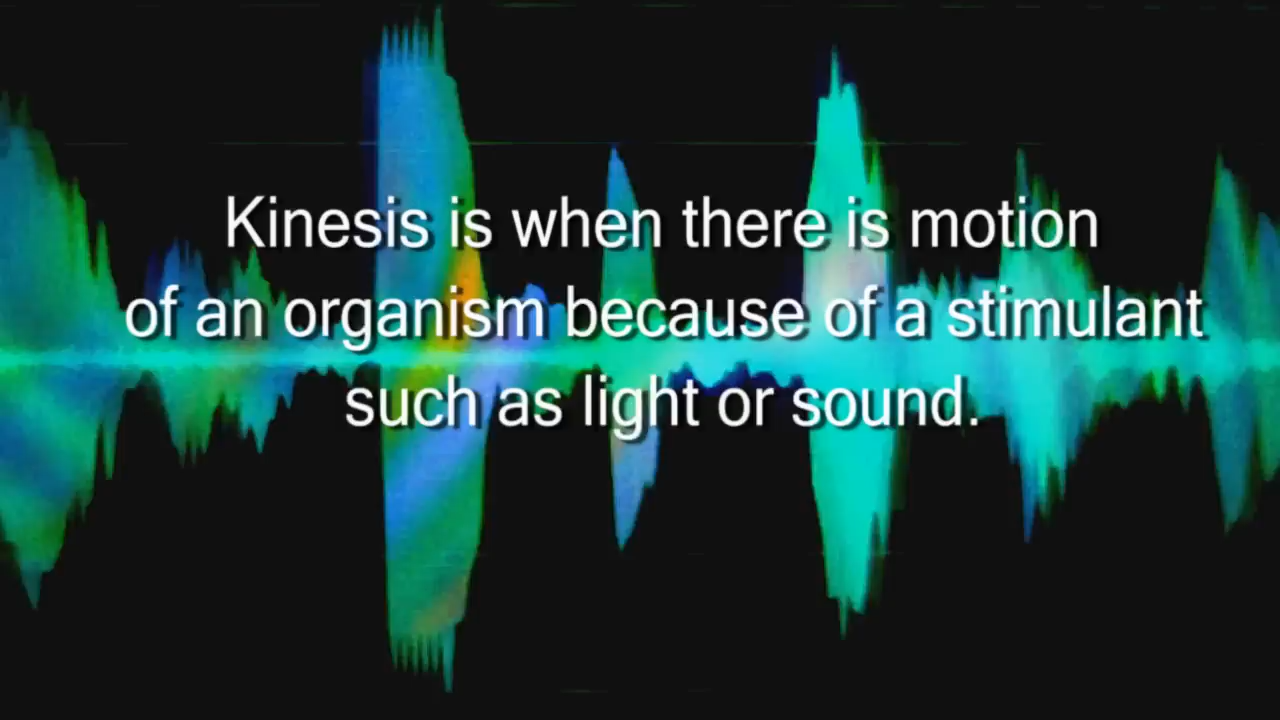 Kinesis is when there is motion
of an organism because of a stimulant
such as light or sound.